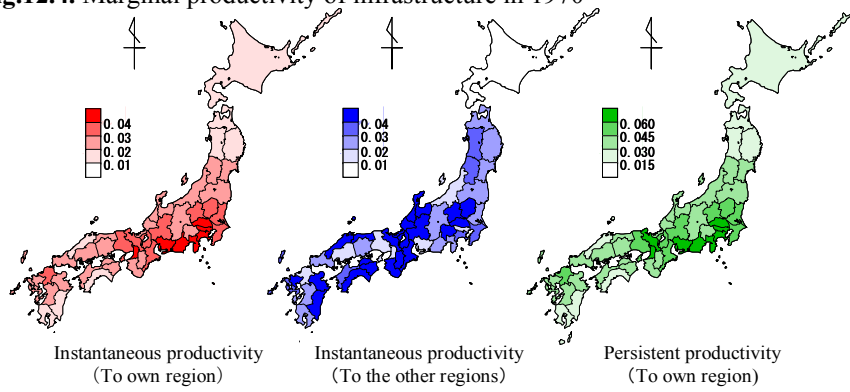 12.4. Marginal productivity of infrastructure in 1970
0.04
0.03
0.02
0.01
0.04
0.03
0.02
0.01
0.060
0.045
0.030
0.015
Instantaneous productivity
(To own region)
Instantaneous productivity
(To the other regions)
Persistent productivity
(To own region)